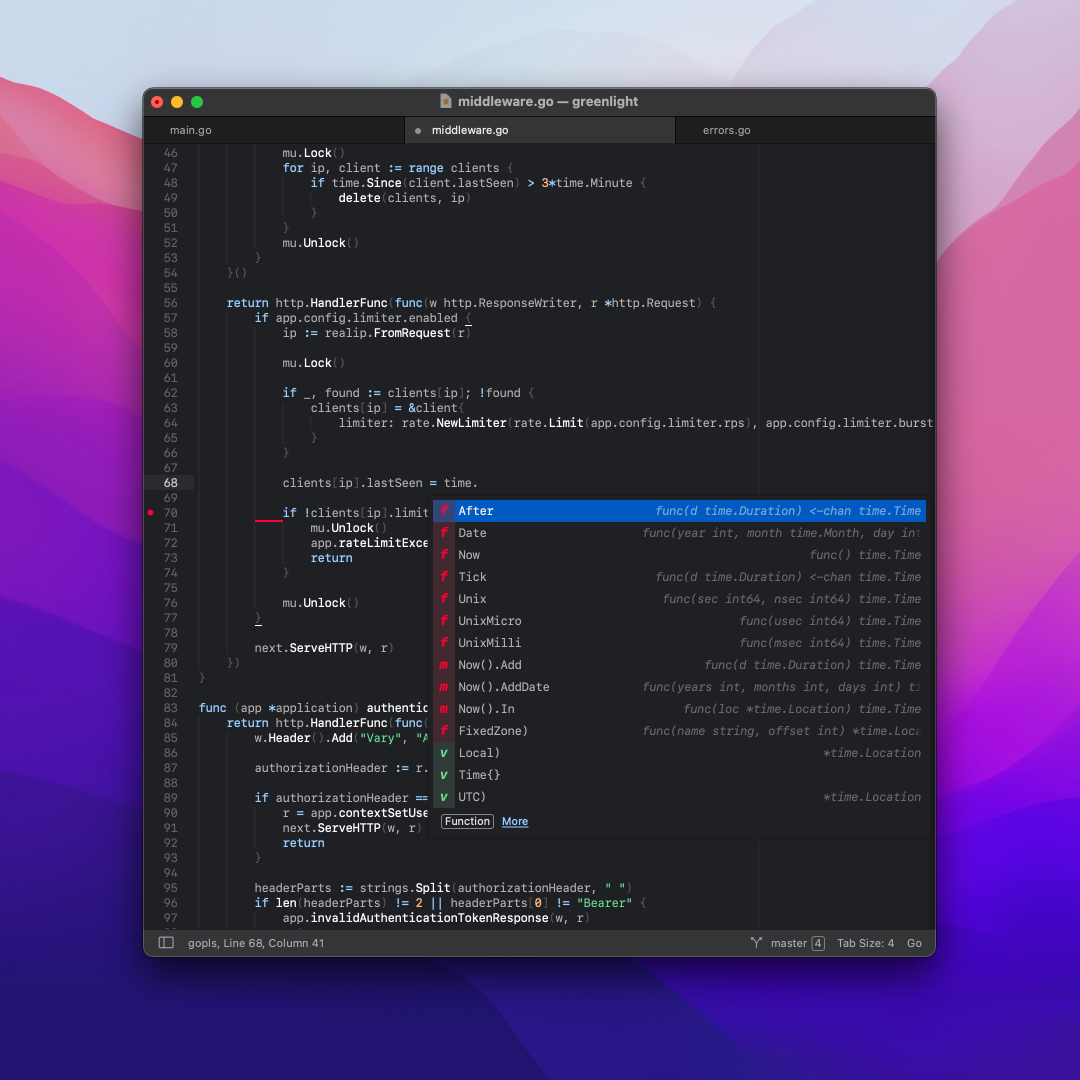 middleware.go — greenlight
main.go
middleware.go
errors.go
46 mu.Lock()
47 for ip, client := range clients {
48 if time.Since(client.lastSeen) > 3*time.Minute {
49 delete(clients, ip)
50 }
51 }
52 mu.Unlock()
53 }
54 }()
55
56 return http.HandlerFunc(func(w http.ResponseWriter, r *http.Request) {
57 if app.config.limiter.enabled {
58 ip := realip.FromRequest(r)
59
60 mu.Lock()
61
62 if _, found := clients[ip]; !found {
63 clients[ip] = &client{
64 limiter: rate.NewLimiter(rate.Limit(app.config.limiter.rps), app.config.limiter.burst
65 }
66 }
67
68 clients[ip].lastSeen = time.
69
70 if !clients[ip].limit
71 mu.Unlock()
72 app.rateLimitExce
73 return
74 }
75
76 mu.Unlock()
77 }
78
79 next.ServeHTTP(w, r)
80 })
81 }
82
83 func (app *application) authentic
84 return http.HandlerFunc(func(
85 w.Header().Add("Vary", "A
86
87 authorizationHeader := r.
88
89 if authorizationHeader ==
90 r = app.contextSetUse
91 next.ServeHTTP(w, r)
92 return
93 }
94
95 headerParts := strings.Split(authorizationHeader, " ")
96 if len(headerParts) != 2 || headerParts[0] != "Bearer" {
97 app.invalidAuthenticationTokenResponse(w, r)
f After func(d time.Duration) <-chan time.Time
f Date func(year int, month time.Month, day int
f Now func() time.Time
f Tick func(d time.Duration) <-chan time.Time
f Unix func(sec int64, nsec int64) time.Time
f UnixMicro func(usec int64) time.Time
f UnixMilli func(msec int64) time.Time
m Now().Add func(d time.Duration) time.Time
m Now().AddDate func(years int, months int, days int) ti
m Now().In func(loc *time.Location) time.Time
f FixedZone) func(name string, offset int) *time.Loca
v Local) *time.Location
v Time{}
v UTC) *time.Location
Function More
gopls, Line 68, Column 41
master 4 Tab Size: 4 Go